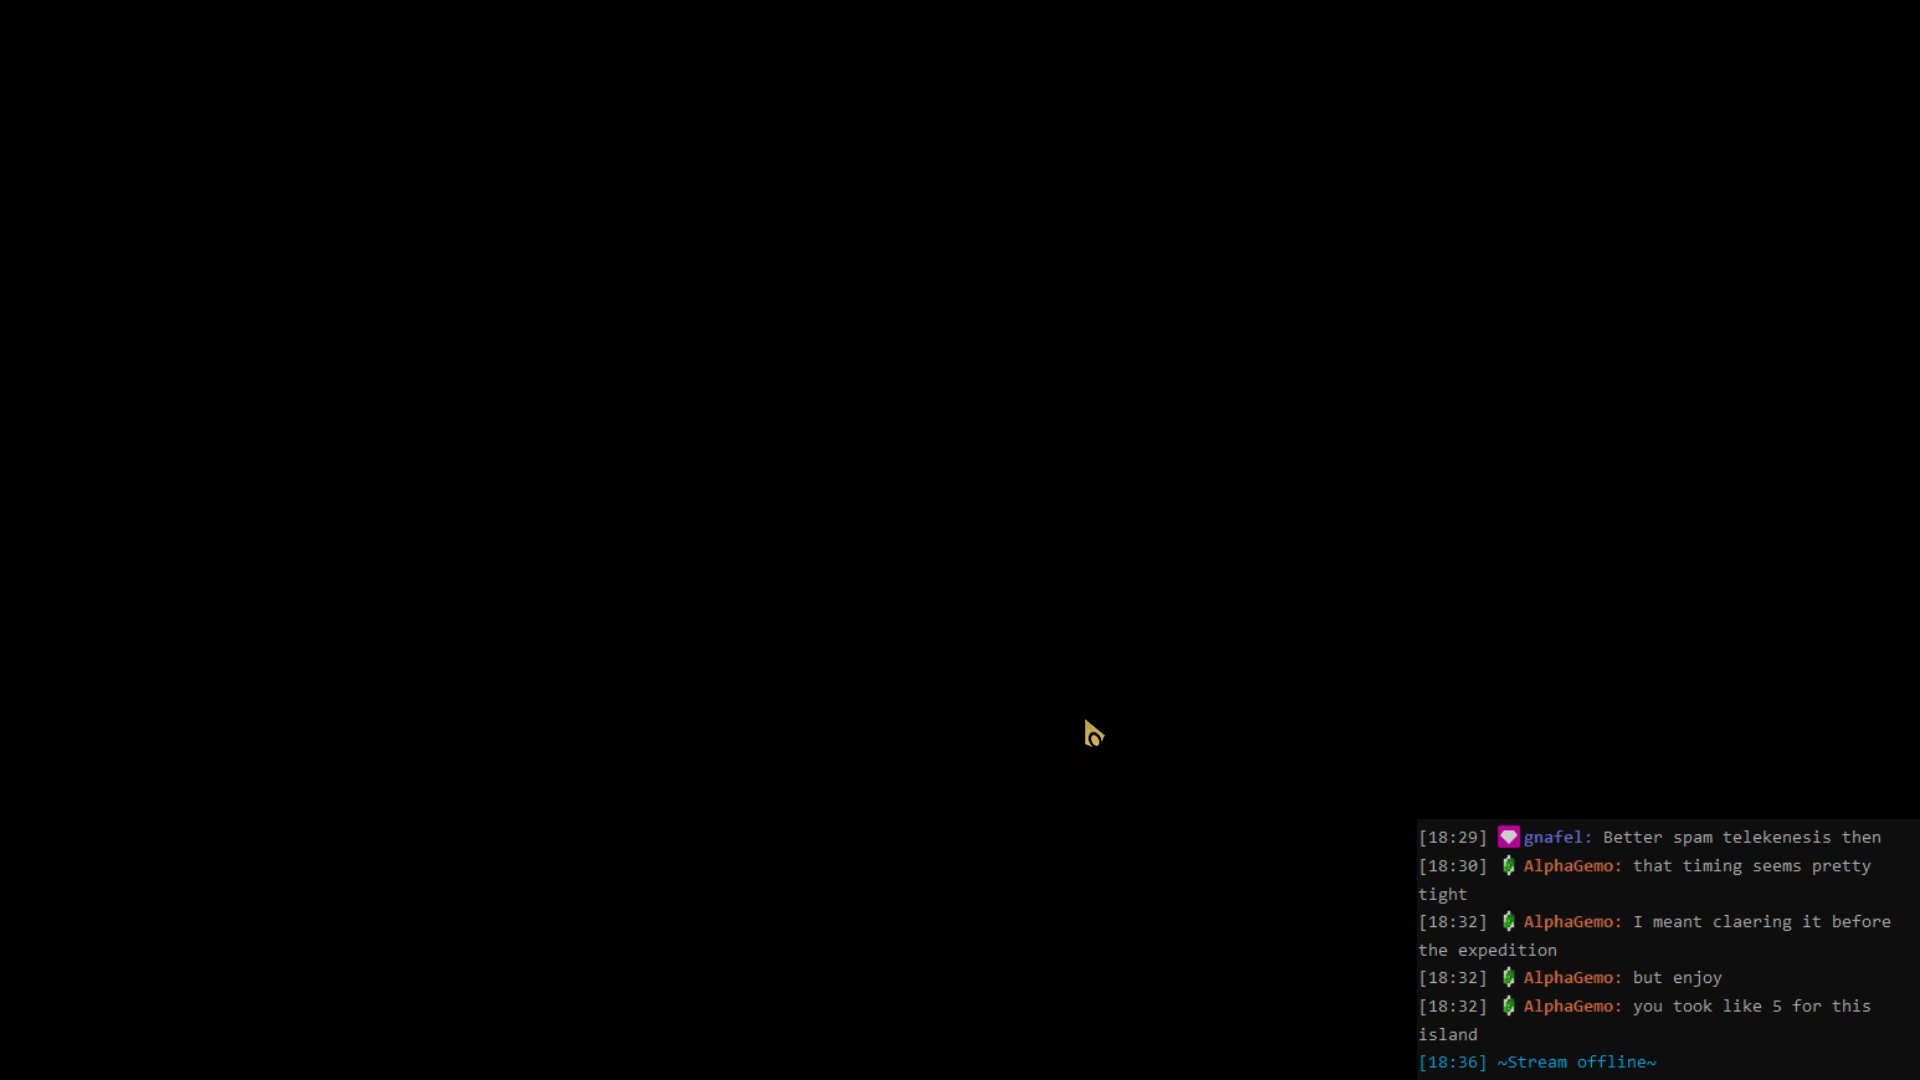 [18:29] gnafel: Better spam telekenesis then
[18:30] AlphaGemo: that timing seems pretty
tight
[18:32] AlphaGemo: I meant claering it before
the expedition
[18:32] AlphaGemo: but enjoy
[18:32] AlphaGemo: you took like 5 for this
island
[18:36] ~Stream offline~